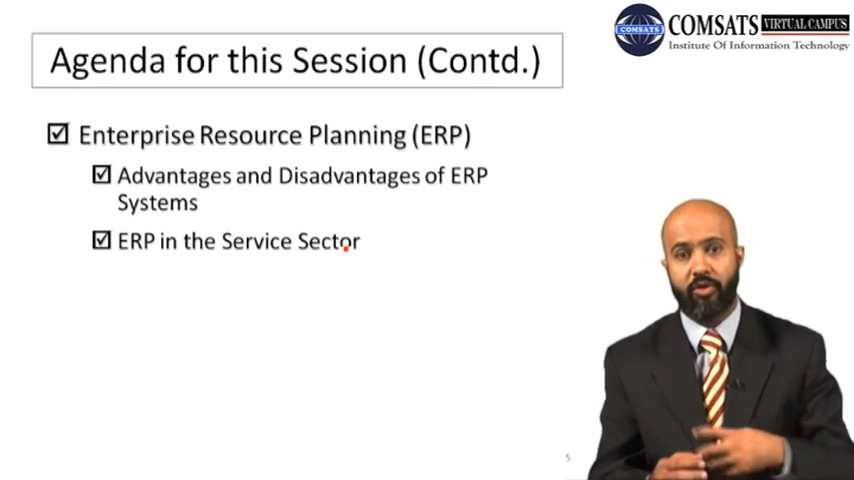 COMSATS VIRTUAL CAMPUS
Institute Of Information Technology
COMSATS
Agenda for this Session (Contd.)
Enterprise Resource Planning (ERP)
Advantages and Disadvantages of ERP
Systems
ERP in the Service Sector
5